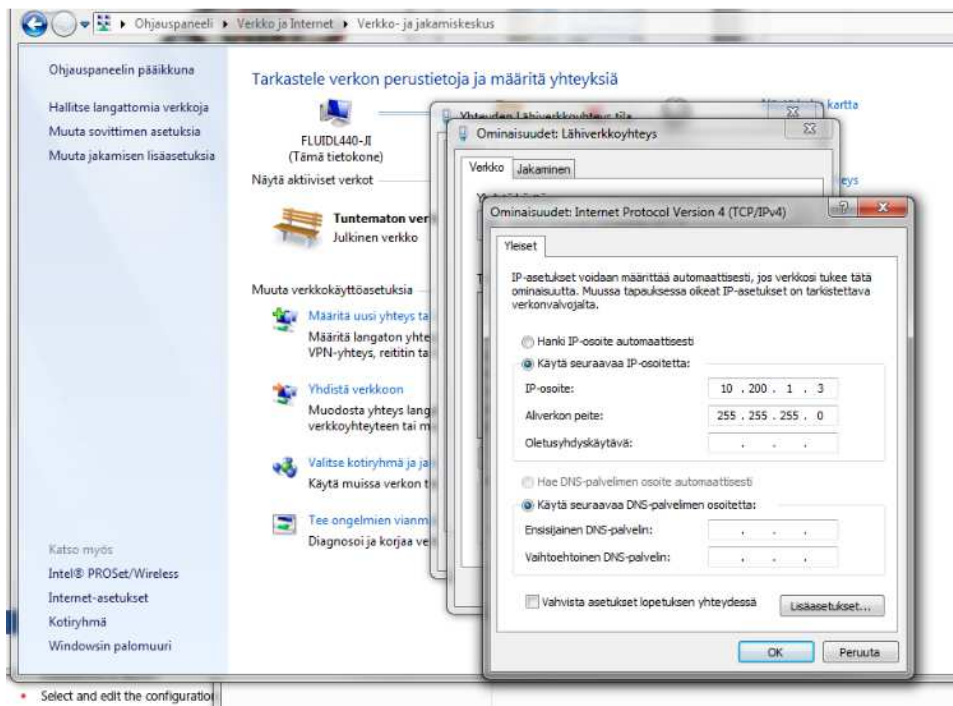 Ohjauspaneeli ▸ Verkko ja Internet ▸ Verkko- ja jakamiskeskus
Ohjauspaneelin pääikkuna
Hallitse langattomia verkkoja
Muuta sovittimen asetuksia
Muuta jakamisen lisäasetuksia
Katso myös
Intel® PROSet/Wireless
Internet-asetukset
Kotiryhmä
Windowsin palomuuri
Tarkastele verkon perustietoja ja määritä yhteyksiä
kartta
FLUIDL440-JI
(Tämä tietokone)
Näytä aktiiviset verkot
Tuntematon ver
Julkinen verkko
eys
Muuta verkkokäyttöasetuksia
Määritä uusi yhteys ta
Määritä langaton yhte
VPN-yhteys, reititin ta
Yhdistä verkkoon
Muodosta yhteys lang
verkkoyhteyteen tai m
Valitse kotiryhmä ja ja
Käytä muissa verkon t
Tee ongelmien vianm
Diagnosoi ja korjaa ve
Yhteyden Lähiverkkoyhteys tila
Ominaisuudet: Lähiverkkoyhteys
Verkko
Jakaminen
Ominaisuudet: Internet Protocol Version 4 (TCP/IPv4)
Yleiset
IP-asetukset voidaan määrittää automaattisesti, jos verkkosi tukee tätä
ominaisuutta. Muussa tapauksessa oikeat IP-asetukset on tarkistettava
verkonvalvojalta.
Hanki IP-osoite automaattisesti
Käytä seuraavaa IP-osoitetta:
IP-osoite: 10 . 200 . 1 . 3
Aliverkon peite: 255 . 255 . 255 . 0
Oletusyhdyskäytävä: . . .
Hae DNS-palvelimen osoite automaattisesti
Käytä seuraavaa DNS-palvelimen osoitetta:
Ensisijainen DNS-palvelin: . . .
Vaihtoehtoinen DNS-palvelin: . . .
Vahvista asetukset lopetuksen yhteydessä
Lisäasetukset...
OK
Peruuta
• Select and edit the configuration